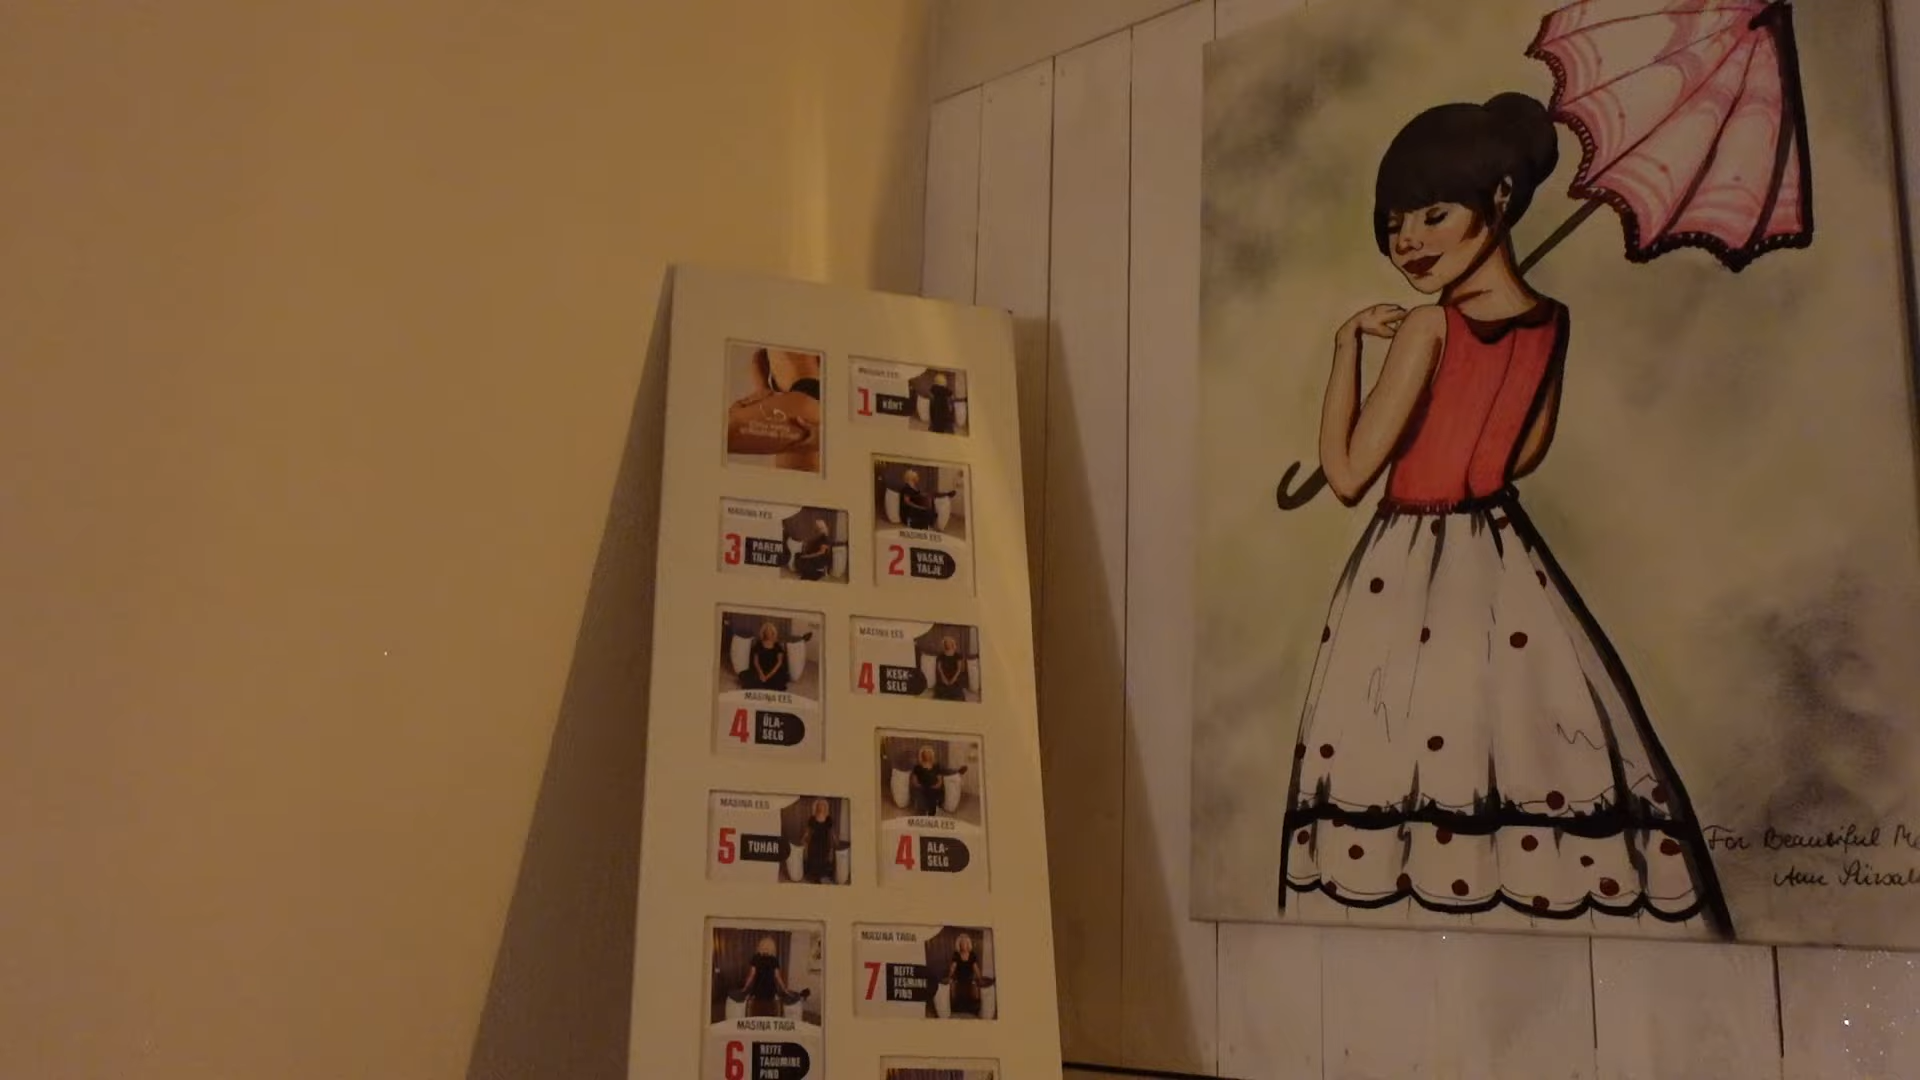 MASINA EES
1 KÕHT
MASINA EES
2 VASAK
TALJE
MASINA EES
3 PAREM
TALJE
MASINA EES
4 ÜLA-
SELG
MASINA EES
4 KESK-
SELG
MASINA EES
4 ALA-
SELG
MASINA EES
5 TUHAR
MASINA TAGA
6 REITE
TAGUMINE
PIND
MASINA TAGA
7 REITE
EESMINE
PIND
For Beautiful